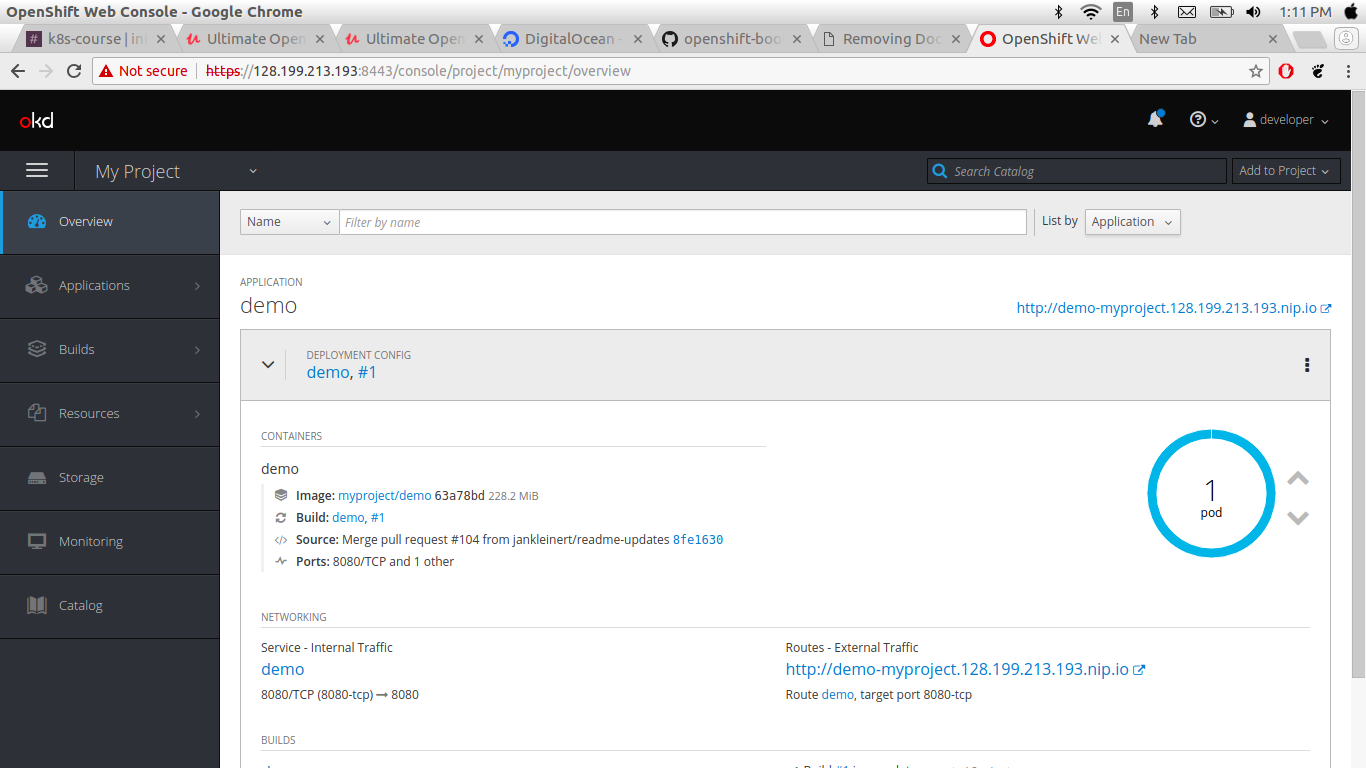 OpenShift Web Console - Google Chrome
En
1:11 PM
# k8s-course | in
Ultimate Open
Ultimate Open
DigitalOcean -
openshift-boo
Removing Doc
OpenShift Web
New Tab
Not secure
https://128.199.213.193:8443/console/project/myproject/overview
okd
developer
My Project
Search Catalog
Add to Project
Overview
Name
Filter by name
List by
Application
APPLICATION
demo
http://demo-myproject.128.199.213.193.nip.io
Applications
Builds
Resources
Storage
Monitoring
Catalog
DEPLOYMENT CONFIG
demo, #1
CONTAINERS
demo
Image: myproject/demo 63a78bd 228.2 MiB
Build: demo, #1
Source: Merge pull request #104 from jankleinert/readme-updates 8fe1630
Ports: 8080/TCP and 1 other
1
pod
NETWORKING
Service - Internal Traffic
demo
8080/TCP (8080-tcp) → 8080
Routes - External Traffic
http://demo-myproject.128.199.213.193.nip.io
Route demo, target port 8080-tcp
BUILDS